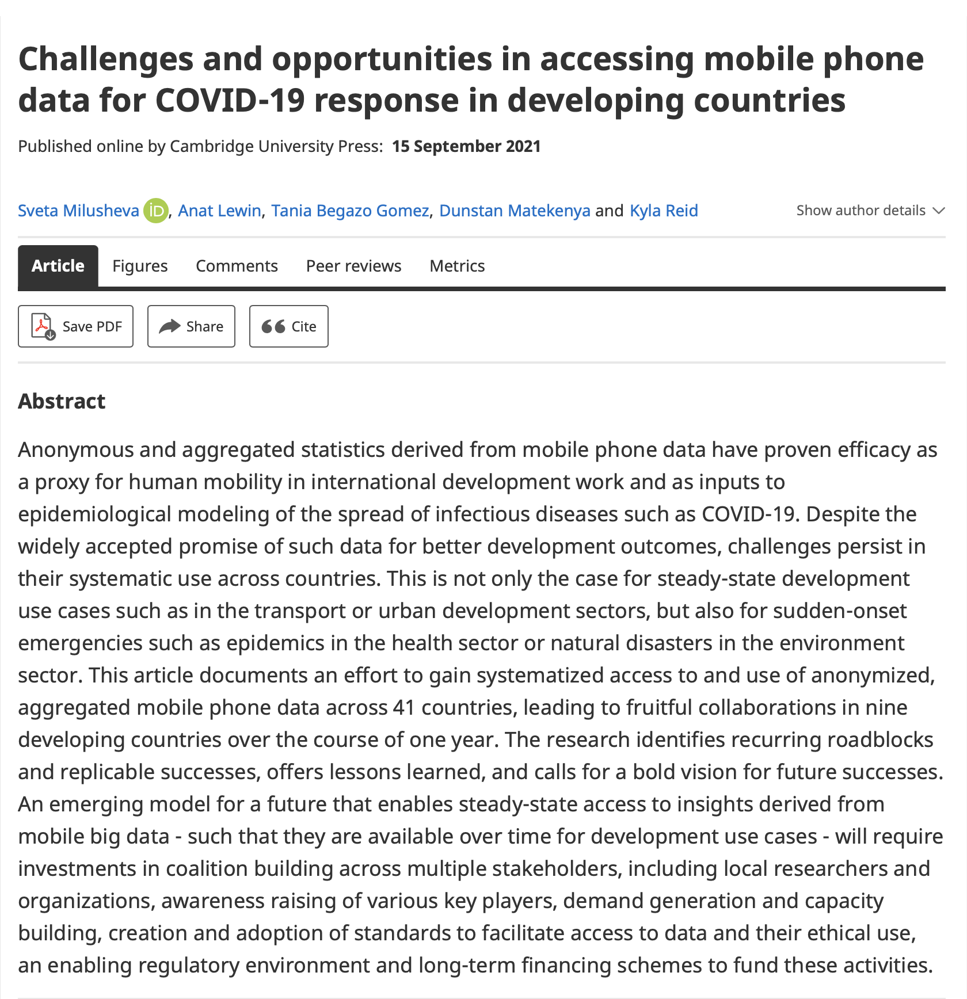 Challenges and opportunities in accessing mobile phone
data for COVID-19 response in developing countries
Published online by Cambridge University Press: 15 September 2021
Sveta Milusheva iD, Anat Lewin, Tania Begazo Gomez, Dunstan Matekenya and Kyla Reid Show author details
Article Figures Comments Peer reviews Metrics
Save PDF Share Cite
Abstract
Anonymous and aggregated statistics derived from mobile phone data have proven efficacy as
a proxy for human mobility in international development work and as inputs to
epidemiological modeling of the spread of infectious diseases such as COVID-19. Despite the
widely accepted promise of such data for better development outcomes, challenges persist in
their systematic use across countries. This is not only the case for steady-state development
use cases such as in the transport or urban development sectors, but also for sudden-onset
emergencies such as epidemics in the health sector or natural disasters in the environment
sector. This article documents an effort to gain systematized access to and use of anonymized,
aggregated mobile phone data across 41 countries, leading to fruitful collaborations in nine
developing countries over the course of one year. The research identifies recurring roadblocks
and replicable successes, offers lessons learned, and calls for a bold vision for future successes.
An emerging model for a future that enables steady-state access to insights derived from
mobile big data - such that they are available over time for development use cases - will require
investments in coalition building across multiple stakeholders, including local researchers and
organizations, awareness raising of various key players, demand generation and capacity
building, creation and adoption of standards to facilitate access to data and their ethical use,
an enabling regulatory environment and long-term financing schemes to fund these activities.